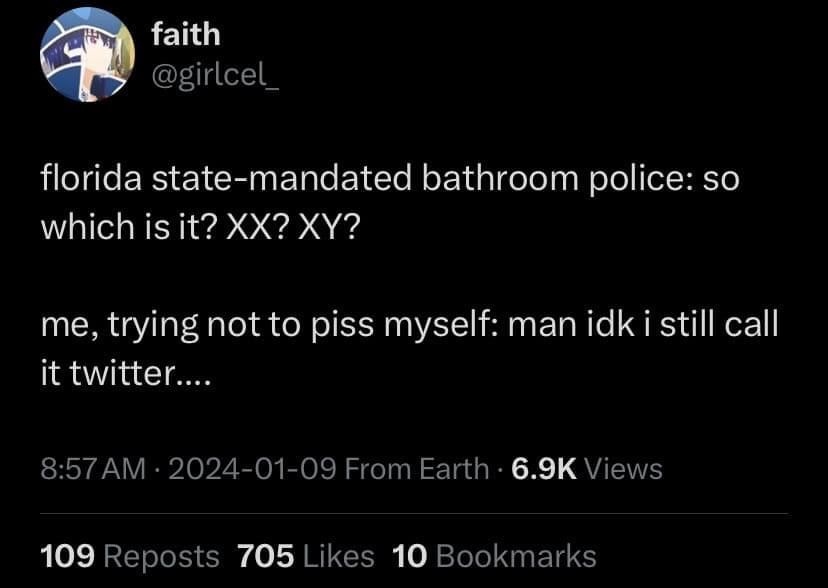 faith
@girlcel_
florida state-mandated bathroom police: so
which is it? XX? XY?
me, trying not to piss myself: man idk i still call
it twitter....
8:57 AM · 2024-01-09 From Earth · 6.9K Views
109 Reposts 705 Likes 10 Bookmarks